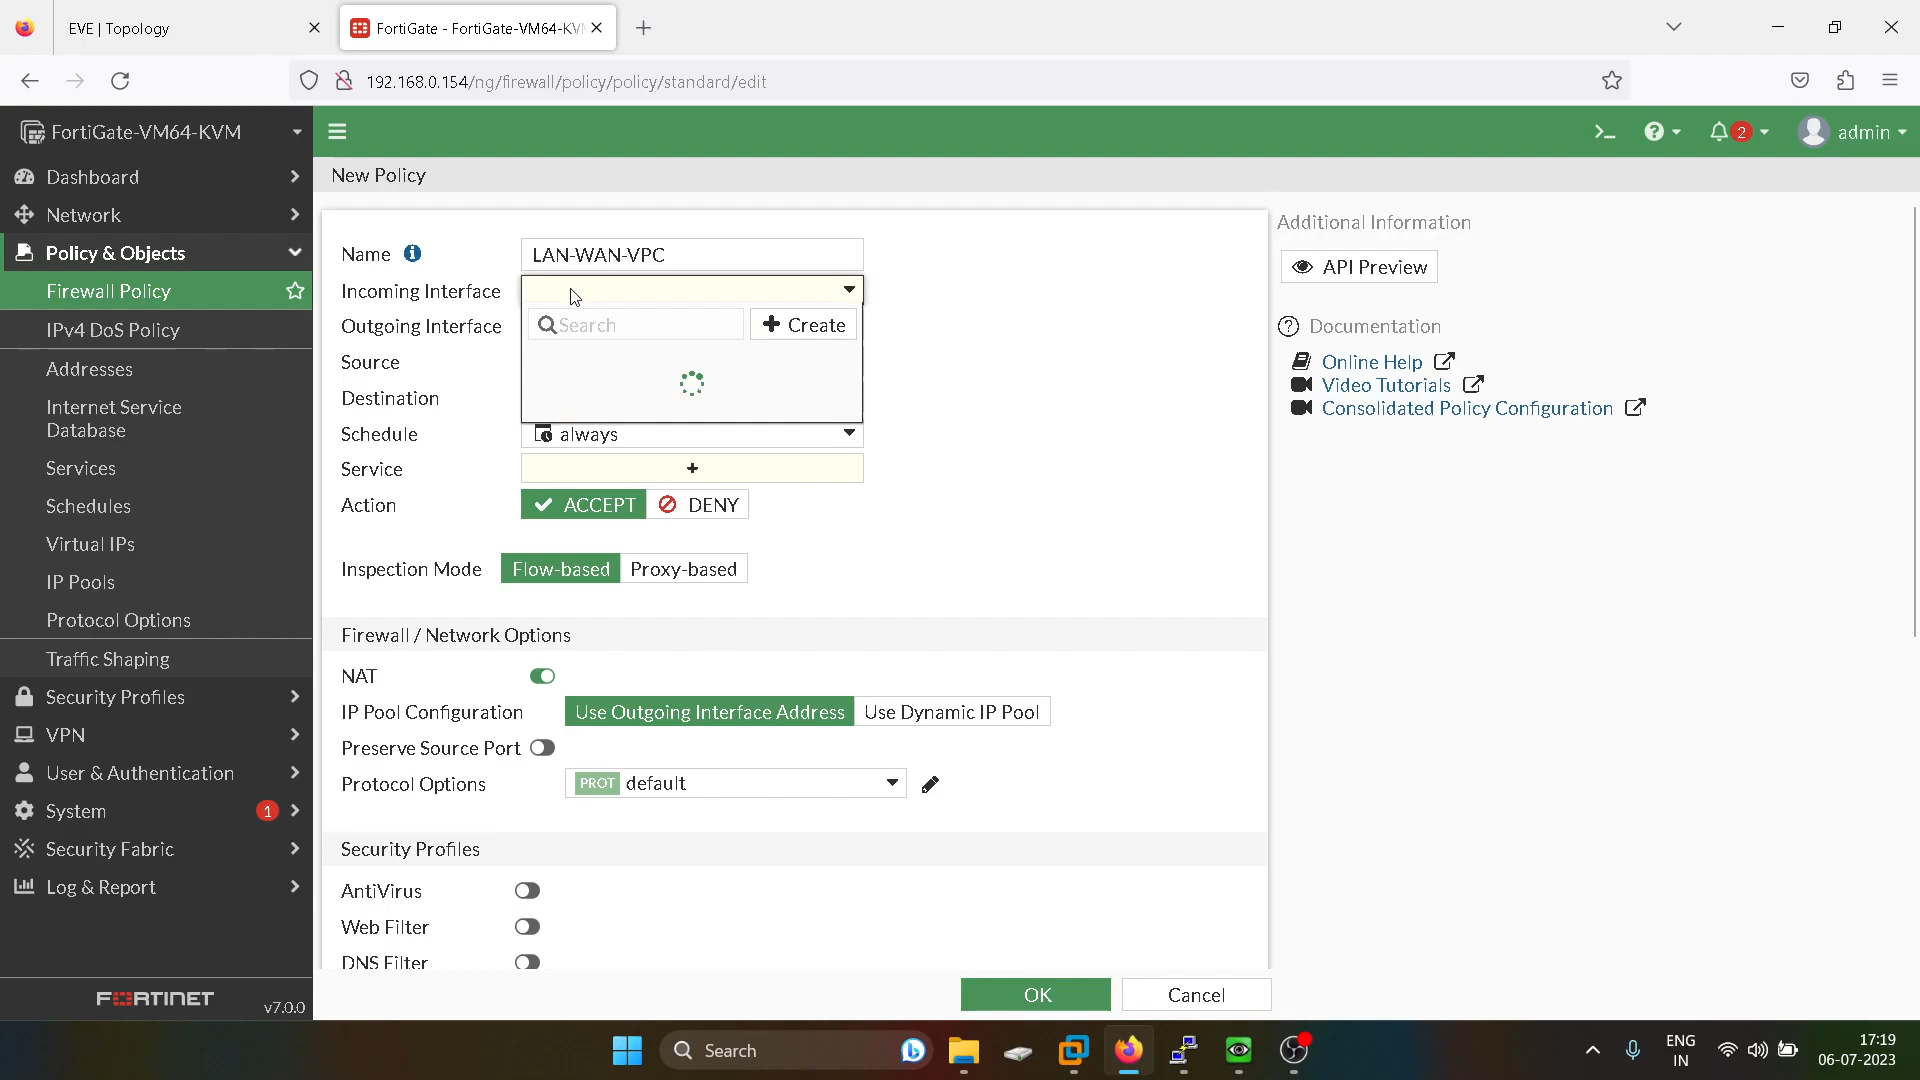 EVE | Topology
FortiGate - FortiGate-VM64-KVM
192.168.0.154/ng/firewall/policy/policy/standard/edit
FortiGate-VM64-KVM
2
admin
Dashboard
Network
Policy & Objects
Firewall Policy
IPv4 DoS Policy
Addresses
Internet Service
Database
Services
Schedules
Virtual IPs
IP Pools
Protocol Options
Traffic Shaping
Security Profiles
VPN
User & Authentication
System 1
Security Fabric
Log & Report
FORTINET v7.0.0
New Policy
Name LAN-WAN-VPC
Incoming Interface
Search Create
Outgoing Interface
Source
Destination
Schedule always
Service
Action ACCEPT DENY
Inspection Mode Flow-based Proxy-based
Firewall / Network Options
NAT
IP Pool Configuration Use Outgoing Interface Address Use Dynamic IP Pool
Preserve Source Port
Protocol Options PROT default
Security Profiles
AntiVirus
Web Filter
DNS Filter
OK Cancel
Additional Information
API Preview
Documentation
Online Help
Video Tutorials
Consolidated Policy Configuration
Search
ENG
IN
17:19
06-07-2023